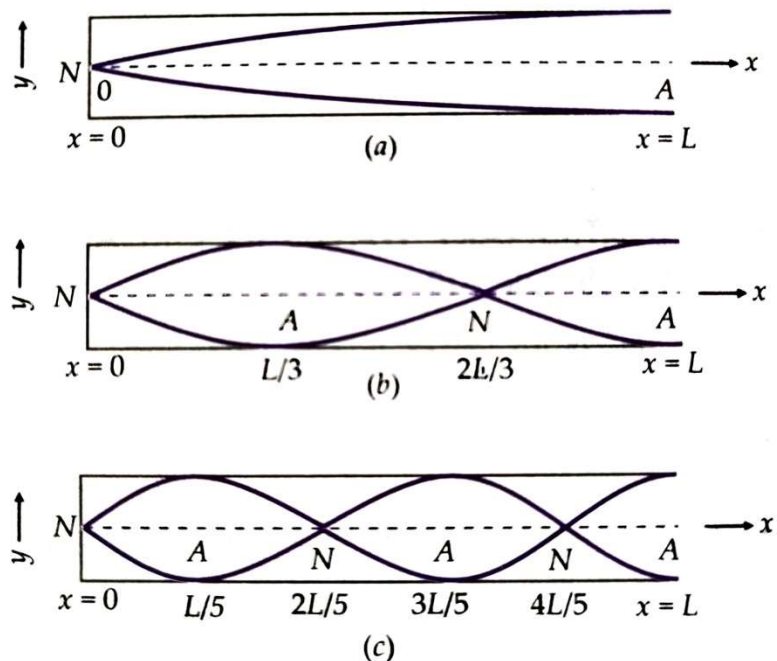 y
N 0 A x
x = 0 (a) x = L
y
N A N A x
x = 0 L/3 2L/3 x = L
(b)
y
N A N A N A x
x = 0 L/5 2L/5 3L/5 4L/5 x = L
(c)